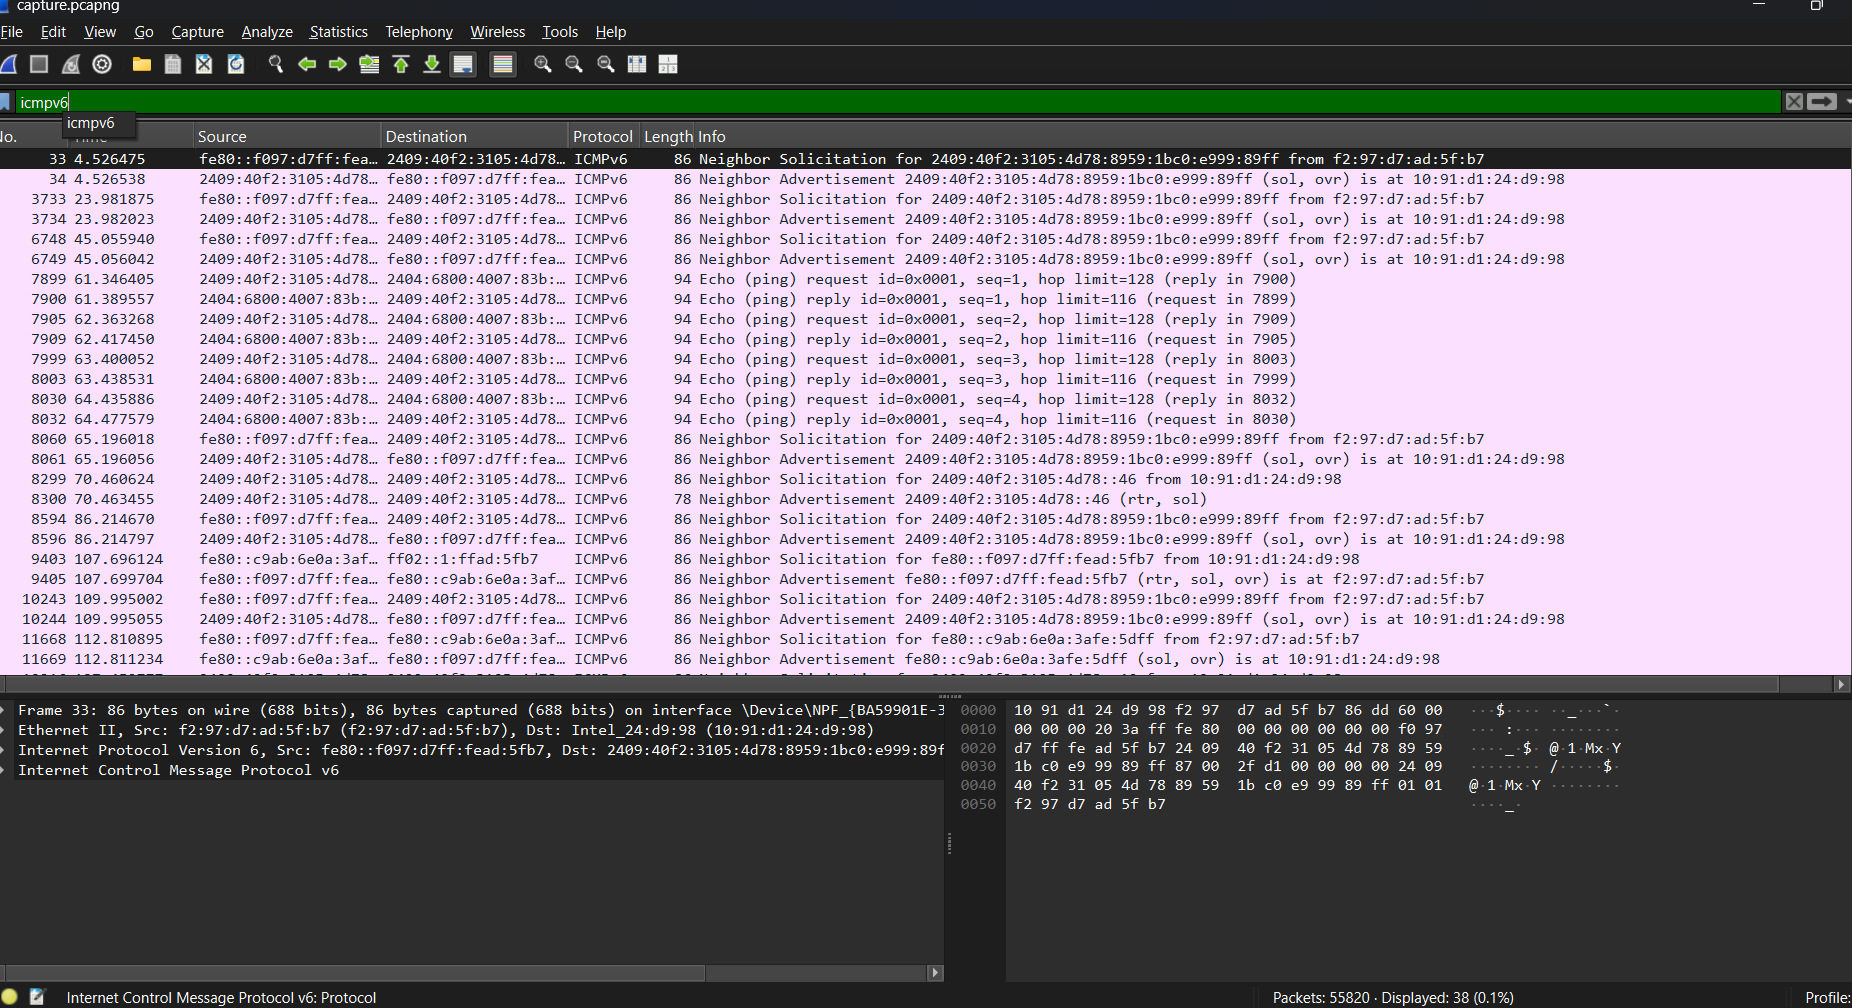 capture.pcapng
File Edit View Go Capture Analyze Statistics Telephony Wireless Tools Help
icmpv6
icmpv6
Source Destination Protocol Length Info
33 4.526475 fe80::f097:d7ff:fea… 2409:40f2:3105:4d78… ICMPv6 86 Neighbor Solicitation for 2409:40f2:3105:4d78:8959:1bc0:e999:89ff from f2:97:d7:ad:5f:b7
34 4.526538 2409:40f2:3105:4d78… fe80::f097:d7ff:fea… ICMPv6 86 Neighbor Advertisement 2409:40f2:3105:4d78:8959:1bc0:e999:89ff (sol, ovr) is at 10:91:d1:24:d9:98
3733 23.981875 fe80::f097:d7ff:fea… 2409:40f2:3105:4d78… ICMPv6 86 Neighbor Solicitation for 2409:40f2:3105:4d78:8959:1bc0:e999:89ff from f2:97:d7:ad:5f:b7
3734 23.982023 2409:40f2:3105:4d78… fe80::f097:d7ff:fea… ICMPv6 86 Neighbor Advertisement 2409:40f2:3105:4d78:8959:1bc0:e999:89ff (sol, ovr) is at 10:91:d1:24:d9:98
6748 45.055940 fe80::f097:d7ff:fea… 2409:40f2:3105:4d78… ICMPv6 86 Neighbor Solicitation for 2409:40f2:3105:4d78:8959:1bc0:e999:89ff from f2:97:d7:ad:5f:b7
6749 45.056042 2409:40f2:3105:4d78… fe80::f097:d7ff:fea… ICMPv6 86 Neighbor Advertisement 2409:40f2:3105:4d78:8959:1bc0:e999:89ff (sol, ovr) is at 10:91:d1:24:d9:98
7899 61.346405 2409:40f2:3105:4d78… 2404:6800:4007:83b:… ICMPv6 94 Echo (ping) request id=0x0001, seq=1, hop limit=128 (reply in 7900)
7900 61.389557 2404:6800:4007:83b:… 2409:40f2:3105:4d78… ICMPv6 94 Echo (ping) reply id=0x0001, seq=1, hop limit=116 (request in 7899)
7905 62.363268 2409:40f2:3105:4d78… 2404:6800:4007:83b:… ICMPv6 94 Echo (ping) request id=0x0001, seq=2, hop limit=128 (reply in 7909)
7909 62.417450 2404:6800:4007:83b:… 2409:40f2:3105:4d78… ICMPv6 94 Echo (ping) reply id=0x0001, seq=2, hop limit=116 (request in 7905)
7999 63.400052 2409:40f2:3105:4d78… 2404:6800:4007:83b:… ICMPv6 94 Echo (ping) request id=0x0001, seq=3, hop limit=128 (reply in 8003)
8003 63.438531 2404:6800:4007:83b:… 2409:40f2:3105:4d78… ICMPv6 94 Echo (ping) reply id=0x0001, seq=3, hop limit=116 (request in 7999)
8030 64.435886 2409:40f2:3105:4d78… 2404:6800:4007:83b:… ICMPv6 94 Echo (ping) request id=0x0001, seq=4, hop limit=128 (reply in 8032)
8032 64.477579 2404:6800:4007:83b:… 2409:40f2:3105:4d78… ICMPv6 94 Echo (ping) reply id=0x0001, seq=4, hop limit=116 (request in 8030)
8060 65.196018 fe80::f097:d7ff:fea… 2409:40f2:3105:4d78… ICMPv6 86 Neighbor Solicitation for 2409:40f2:3105:4d78:8959:1bc0:e999:89ff from f2:97:d7:ad:5f:b7
8061 65.196056 2409:40f2:3105:4d78… fe80::f097:d7ff:fea… ICMPv6 86 Neighbor Advertisement 2409:40f2:3105:4d78:8959:1bc0:e999:89ff (sol, ovr) is at 10:91:d1:24:d9:98
8299 70.460624 2409:40f2:3105:4d78… 2409:40f2:3105:4d78… ICMPv6 86 Neighbor Solicitation for 2409:40f2:3105:4d78::46 from 10:91:d1:24:d9:98
8300 70.463455 2409:40f2:3105:4d78… 2409:40f2:3105:4d78… ICMPv6 78 Neighbor Advertisement 2409:40f2:3105:4d78::46 (rtr, sol)
8594 86.214670 fe80::f097:d7ff:fea… 2409:40f2:3105:4d78… ICMPv6 86 Neighbor Solicitation for 2409:40f2:3105:4d78:8959:1bc0:e999:89ff from f2:97:d7:ad:5f:b7
8596 86.214797 2409:40f2:3105:4d78… fe80::f097:d7ff:fea… ICMPv6 86 Neighbor Advertisement 2409:40f2:3105:4d78:8959:1bc0:e999:89ff (sol, ovr) is at 10:91:d1:24:d9:98
9403 107.696124 fe80::c9ab:6e0a:3af… ff02::1:ffad:5fb7 ICMPv6 86 Neighbor Solicitation for fe80::f097:d7ff:fead:5fb7 from 10:91:d1:24:d9:98
9405 107.699704 fe80::f097:d7ff:fea… fe80::c9ab:6e0a:3af… ICMPv6 86 Neighbor Advertisement fe80::f097:d7ff:fead:5fb7 (rtr, sol, ovr) is at f2:97:d7:ad:5f:b7
10243 109.995002 fe80::f097:d7ff:fea… 2409:40f2:3105:4d78… ICMPv6 86 Neighbor Solicitation for 2409:40f2:3105:4d78:8959:1bc0:e999:89ff from f2:97:d7:ad:5f:b7
10244 109.995055 2409:40f2:3105:4d78… fe80::f097:d7ff:fea… ICMPv6 86 Neighbor Advertisement 2409:40f2:3105:4d78:8959:1bc0:e999:89ff (sol, ovr) is at 10:91:d1:24:d9:98
11668 112.810895 fe80::f097:d7ff:fea… fe80::c9ab:6e0a:3af… ICMPv6 86 Neighbor Solicitation for fe80::c9ab:6e0a:3afe:5dff from f2:97:d7:ad:5f:b7
11669 112.811234 fe80::c9ab:6e0a:3af… fe80::f097:d7ff:fea… ICMPv6 86 Neighbor Advertisement fe80::c9ab:6e0a:3afe:5dff (sol, ovr) is at 10:91:d1:24:d9:98
Frame 33: 86 bytes on wire (688 bits), 86 bytes captured (688 bits) on interface \Device\NPF_{BA59901E-3
Ethernet II, Src: f2:97:d7:ad:5f:b7 (f2:97:d7:ad:5f:b7), Dst: Intel_24:d9:98 (10:91:d1:24:d9:98)
Internet Protocol Version 6, Src: fe80::f097:d7ff:fead:5fb7, Dst: 2409:40f2:3105:4d78:8959:1bc0:e999:89ff
Internet Control Message Protocol v6
0000 10 91 d1 24 d9 98 f2 97 d7 ad 5f b7 86 dd 60 00 ···$···· ··_···`·
0010 00 00 00 20 3a ff fe 80 00 00 00 00 00 00 f0 97 ··· :··· ········
0020 d7 ff fe ad 5f b7 24 09 40 f2 31 05 4d 78 89 59 ····_·$· @·1·Mx·Y
0030 1b c0 e9 99 89 ff 87 00 2f d1 00 00 00 00 24 09 ········ /·····$·
0040 40 f2 31 05 4d 78 89 59 1b c0 e9 99 89 ff 01 01 @·1·Mx·Y ········
0050 f2 97 d7 ad 5f b7 ····_·
Internet Control Message Protocol v6: Protocol
Packets: 55820 · Displayed: 38 (0.1%)
Profile: